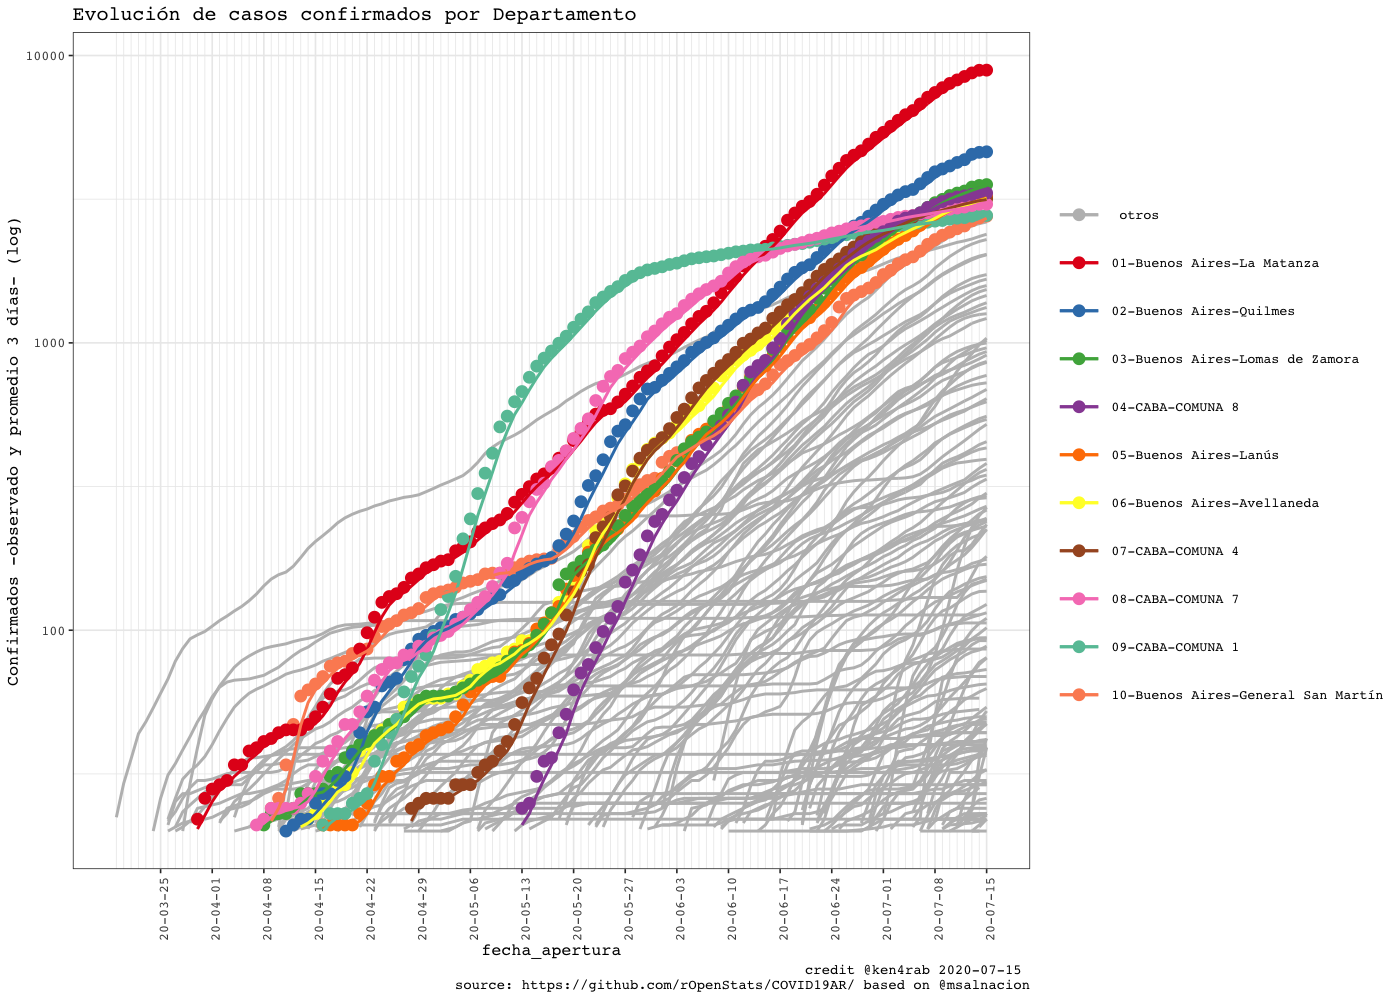 Evolución de casos confirmados por Departamento
Confirmados -observado y promedio 3 días- (log)
10000
1000
100
20-03-25
20-04-01
20-04-08
20-04-15
20-04-22
20-04-29
20-05-06
20-05-13
20-05-20
20-05-27
20-06-03
20-06-10
20-06-17
20-06-24
20-07-01
20-07-08
20-07-15
fecha_apertura
otros
01-Buenos Aires-La Matanza
02-Buenos Aires-Quilmes
03-Buenos Aires-Lomas de Zamora
04-CABA-COMUNA 8
05-Buenos Aires-Lanús
06-Buenos Aires-Avellaneda
07-CABA-COMUNA 4
08-CABA-COMUNA 7
09-CABA-COMUNA 1
10-Buenos Aires-General San Martín
credit @ken4rab 2020-07-15
source: https://github.com/rOpenStats/COVID19AR/ based on @msalnacion